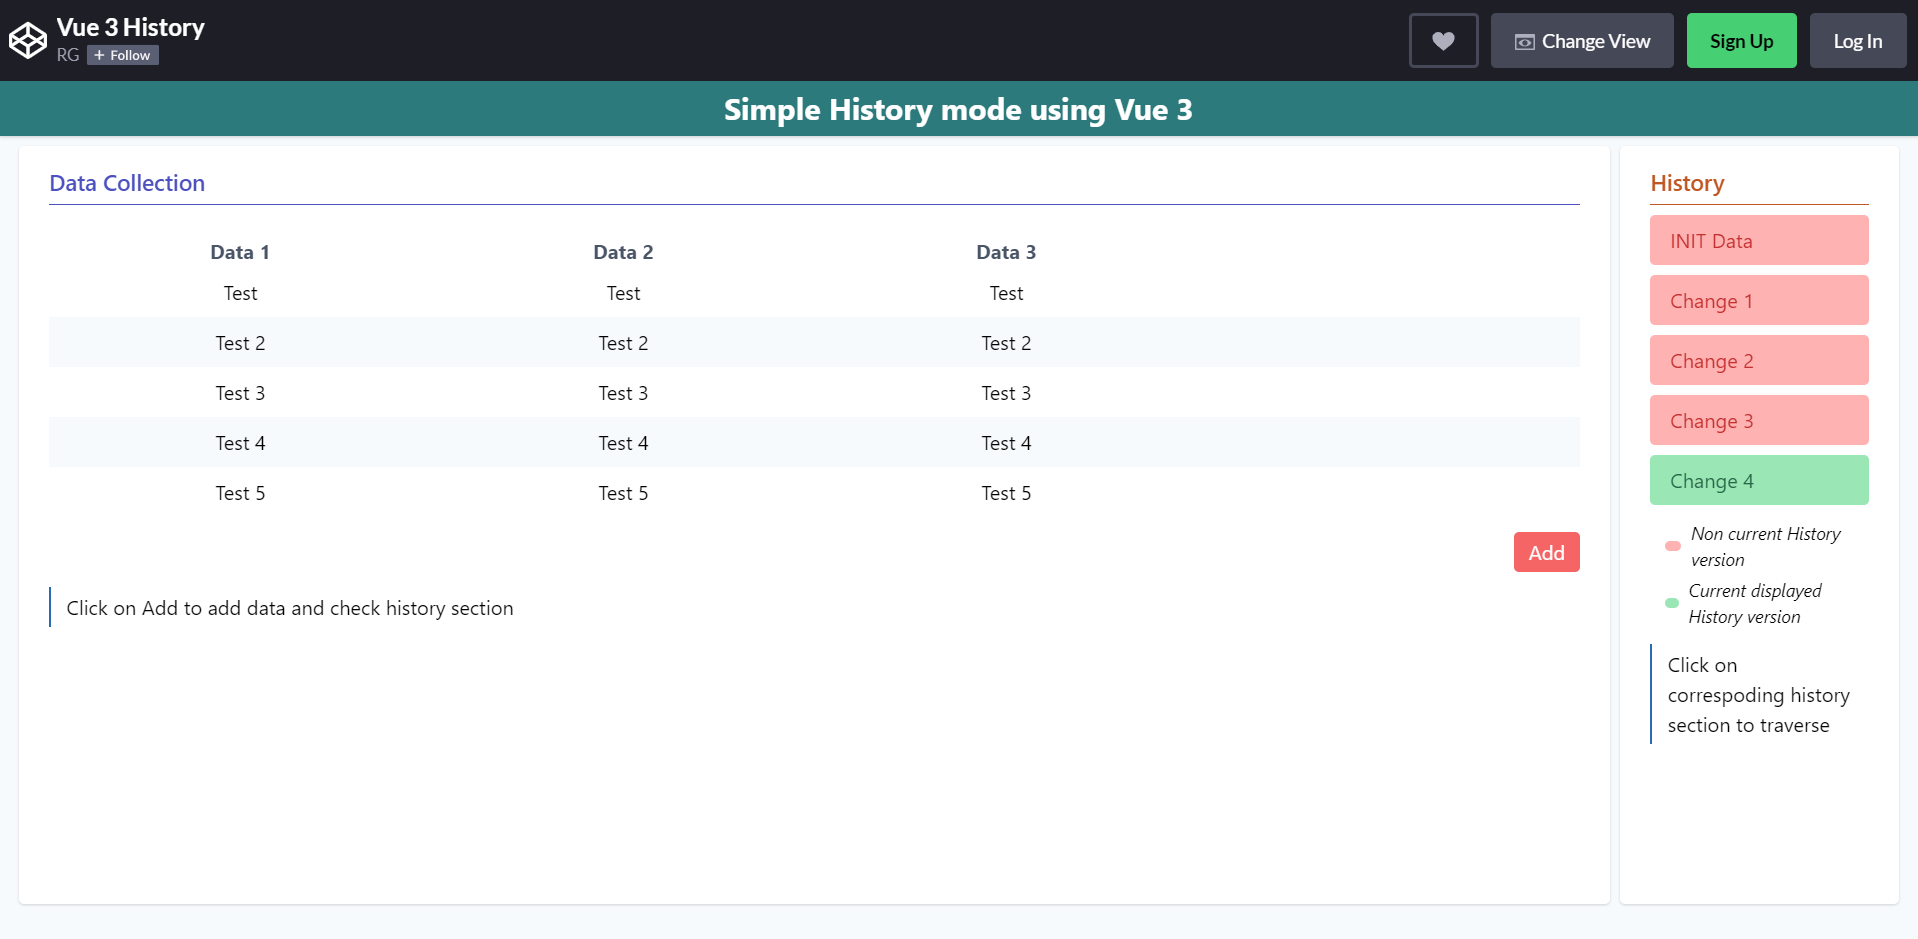 Vue 3 History
RG + Follow
Change View
Sign Up
Log In
Simple History mode using Vue 3
Data Collection
Data 1 Data 2 Data 3
Test Test Test
Test 2 Test 2 Test 2
Test 3 Test 3 Test 3
Test 4 Test 4 Test 4
Test 5 Test 5 Test 5
Add
Click on Add to add data and check history section
History
INIT Data
Change 1
Change 2
Change 3
Change 4
Non current History
version
Current displayed
History version
Click on
correspoding history
section to traverse